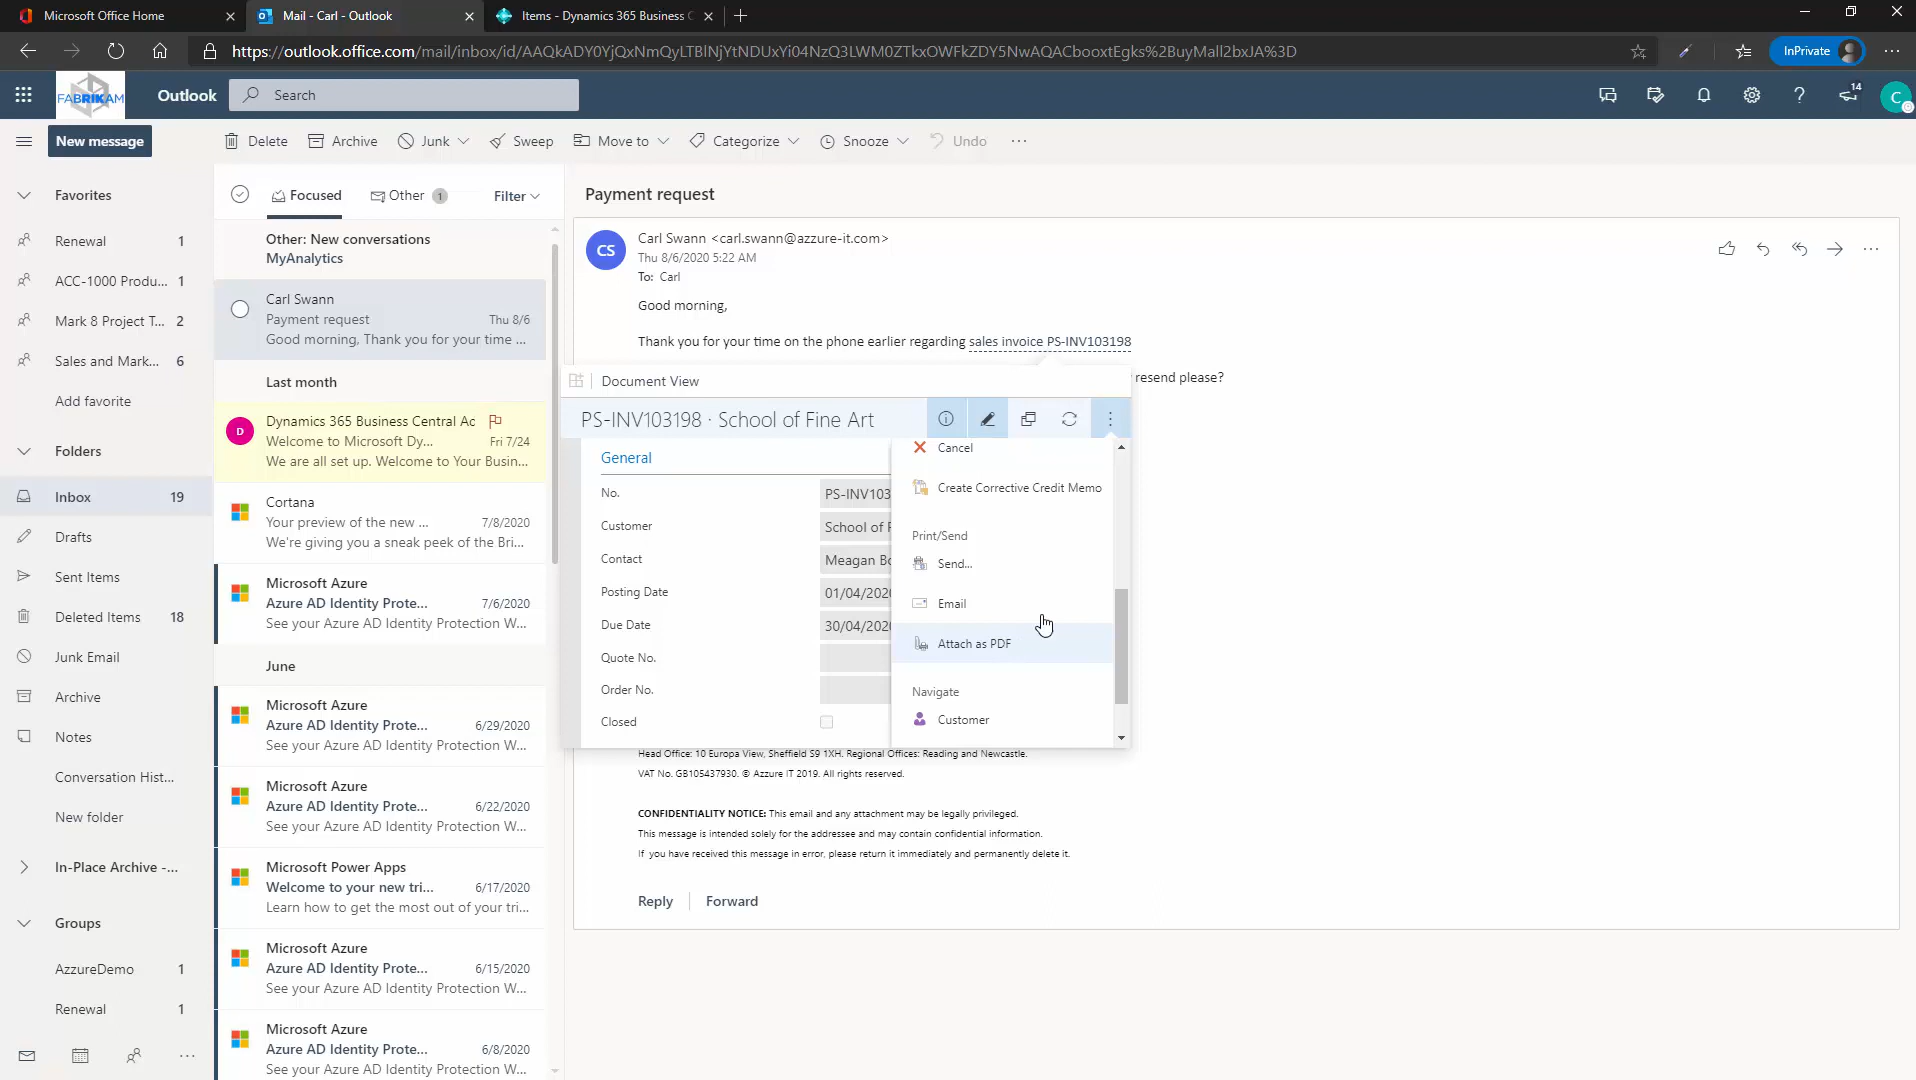 Microsoft Office Home
Mail - Carl - Outlook
Items - Dynamics 365 Business C
https://outlook.office.com/mail/inbox/id/AAQkADY0YjQxNmQyLTBlNjYtNDUxYi04NzQ3LWM0ZTkxOWFkZDY5NwAQACbooxtEgks%2BuyMall2bxJA%3D
InPrivate
FABRIKAM
Outlook
Search
14
C
New message
Delete
Archive
Junk
Sweep
Move to
Categorize
Snooze
Undo
Favorites
Renewal 1
ACC-1000 Produ... 1
Mark 8 Project T... 2
Sales and Mark... 6
Add favorite
Folders
Inbox 19
Drafts
Sent Items
Deleted Items 18
Junk Email
Archive
Notes
Conversation Hist...
New folder
In-Place Archive -...
Groups
AzzureDemo 1
Renewal 1
Focused
Other 1
Filter
Other: New conversations
MyAnalytics
Carl Swann
Payment request Thu 8/6
Good morning, Thank you for your time ...
Last month
D
Dynamics 365 Business Central Ac
Welcome to Microsoft Dy... Fri 7/24
We are all set up. Welcome to Your Busin...
Cortana
Your preview of the new ... 7/8/2020
We're giving you a sneak peek of the Bri...
Microsoft Azure
Azure AD Identity Prote... 7/6/2020
See your Azure AD Identity Protection W...
June
Microsoft Azure
Azure AD Identity Prote... 6/29/2020
See your Azure AD Identity Protection W...
Microsoft Azure
Azure AD Identity Prote... 6/22/2020
See your Azure AD Identity Protection W...
Microsoft Power Apps
Welcome to your new tri... 6/17/2020
Learn how to get the most out of your tri...
Microsoft Azure
Azure AD Identity Prote... 6/15/2020
See your Azure AD Identity Protection W...
Microsoft Azure
Azure AD Identity Prote... 6/8/2020
See your Azure AD Identity Protection W...
Payment request
CS
Carl Swann <carl.swann@azzure-it.com>
Thu 8/6/2020 5:22 AM
To: Carl
Good morning,
Thank you for your time on the phone earlier regarding sales invoice PS-INV103198
resend please?
Document View
PS-INV103198 · School of Fine Art
General
No. PS-INV103
Customer School of F
Contact Meagan Bo
Posting Date 01/04/2020
Due Date 30/04/2020
Quote No.
Order No.
Closed
Cancel
Create Corrective Credit Memo
Print/Send
Send...
Email
Attach as PDF
Navigate
Customer
Head Office: 10 Europa View, Sheffield S9 1XH. Regional Offices: Reading and Newcastle.
VAT No. GB105437930. © Azzure IT 2019. All rights reserved.
CONFIDENTIALITY NOTICE: This email and any attachment may be legally privileged.
This message is intended solely for the addressee and may contain confidential information.
If you have received this message in error, please return it immediately and permanently delete it.
Reply
Forward